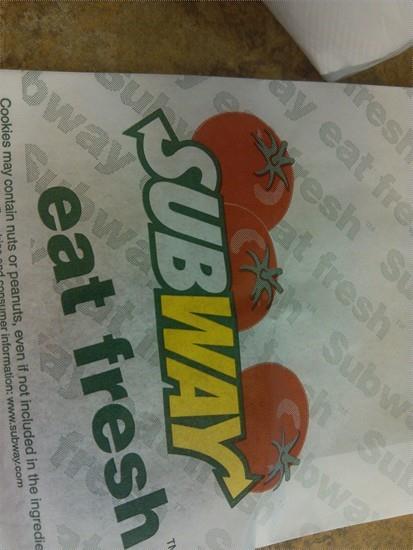 SUBWAY
eat fresh™
Cookies may contain nuts or peanuts, even if not included in the ingredie
and consumer information: www.subway.com